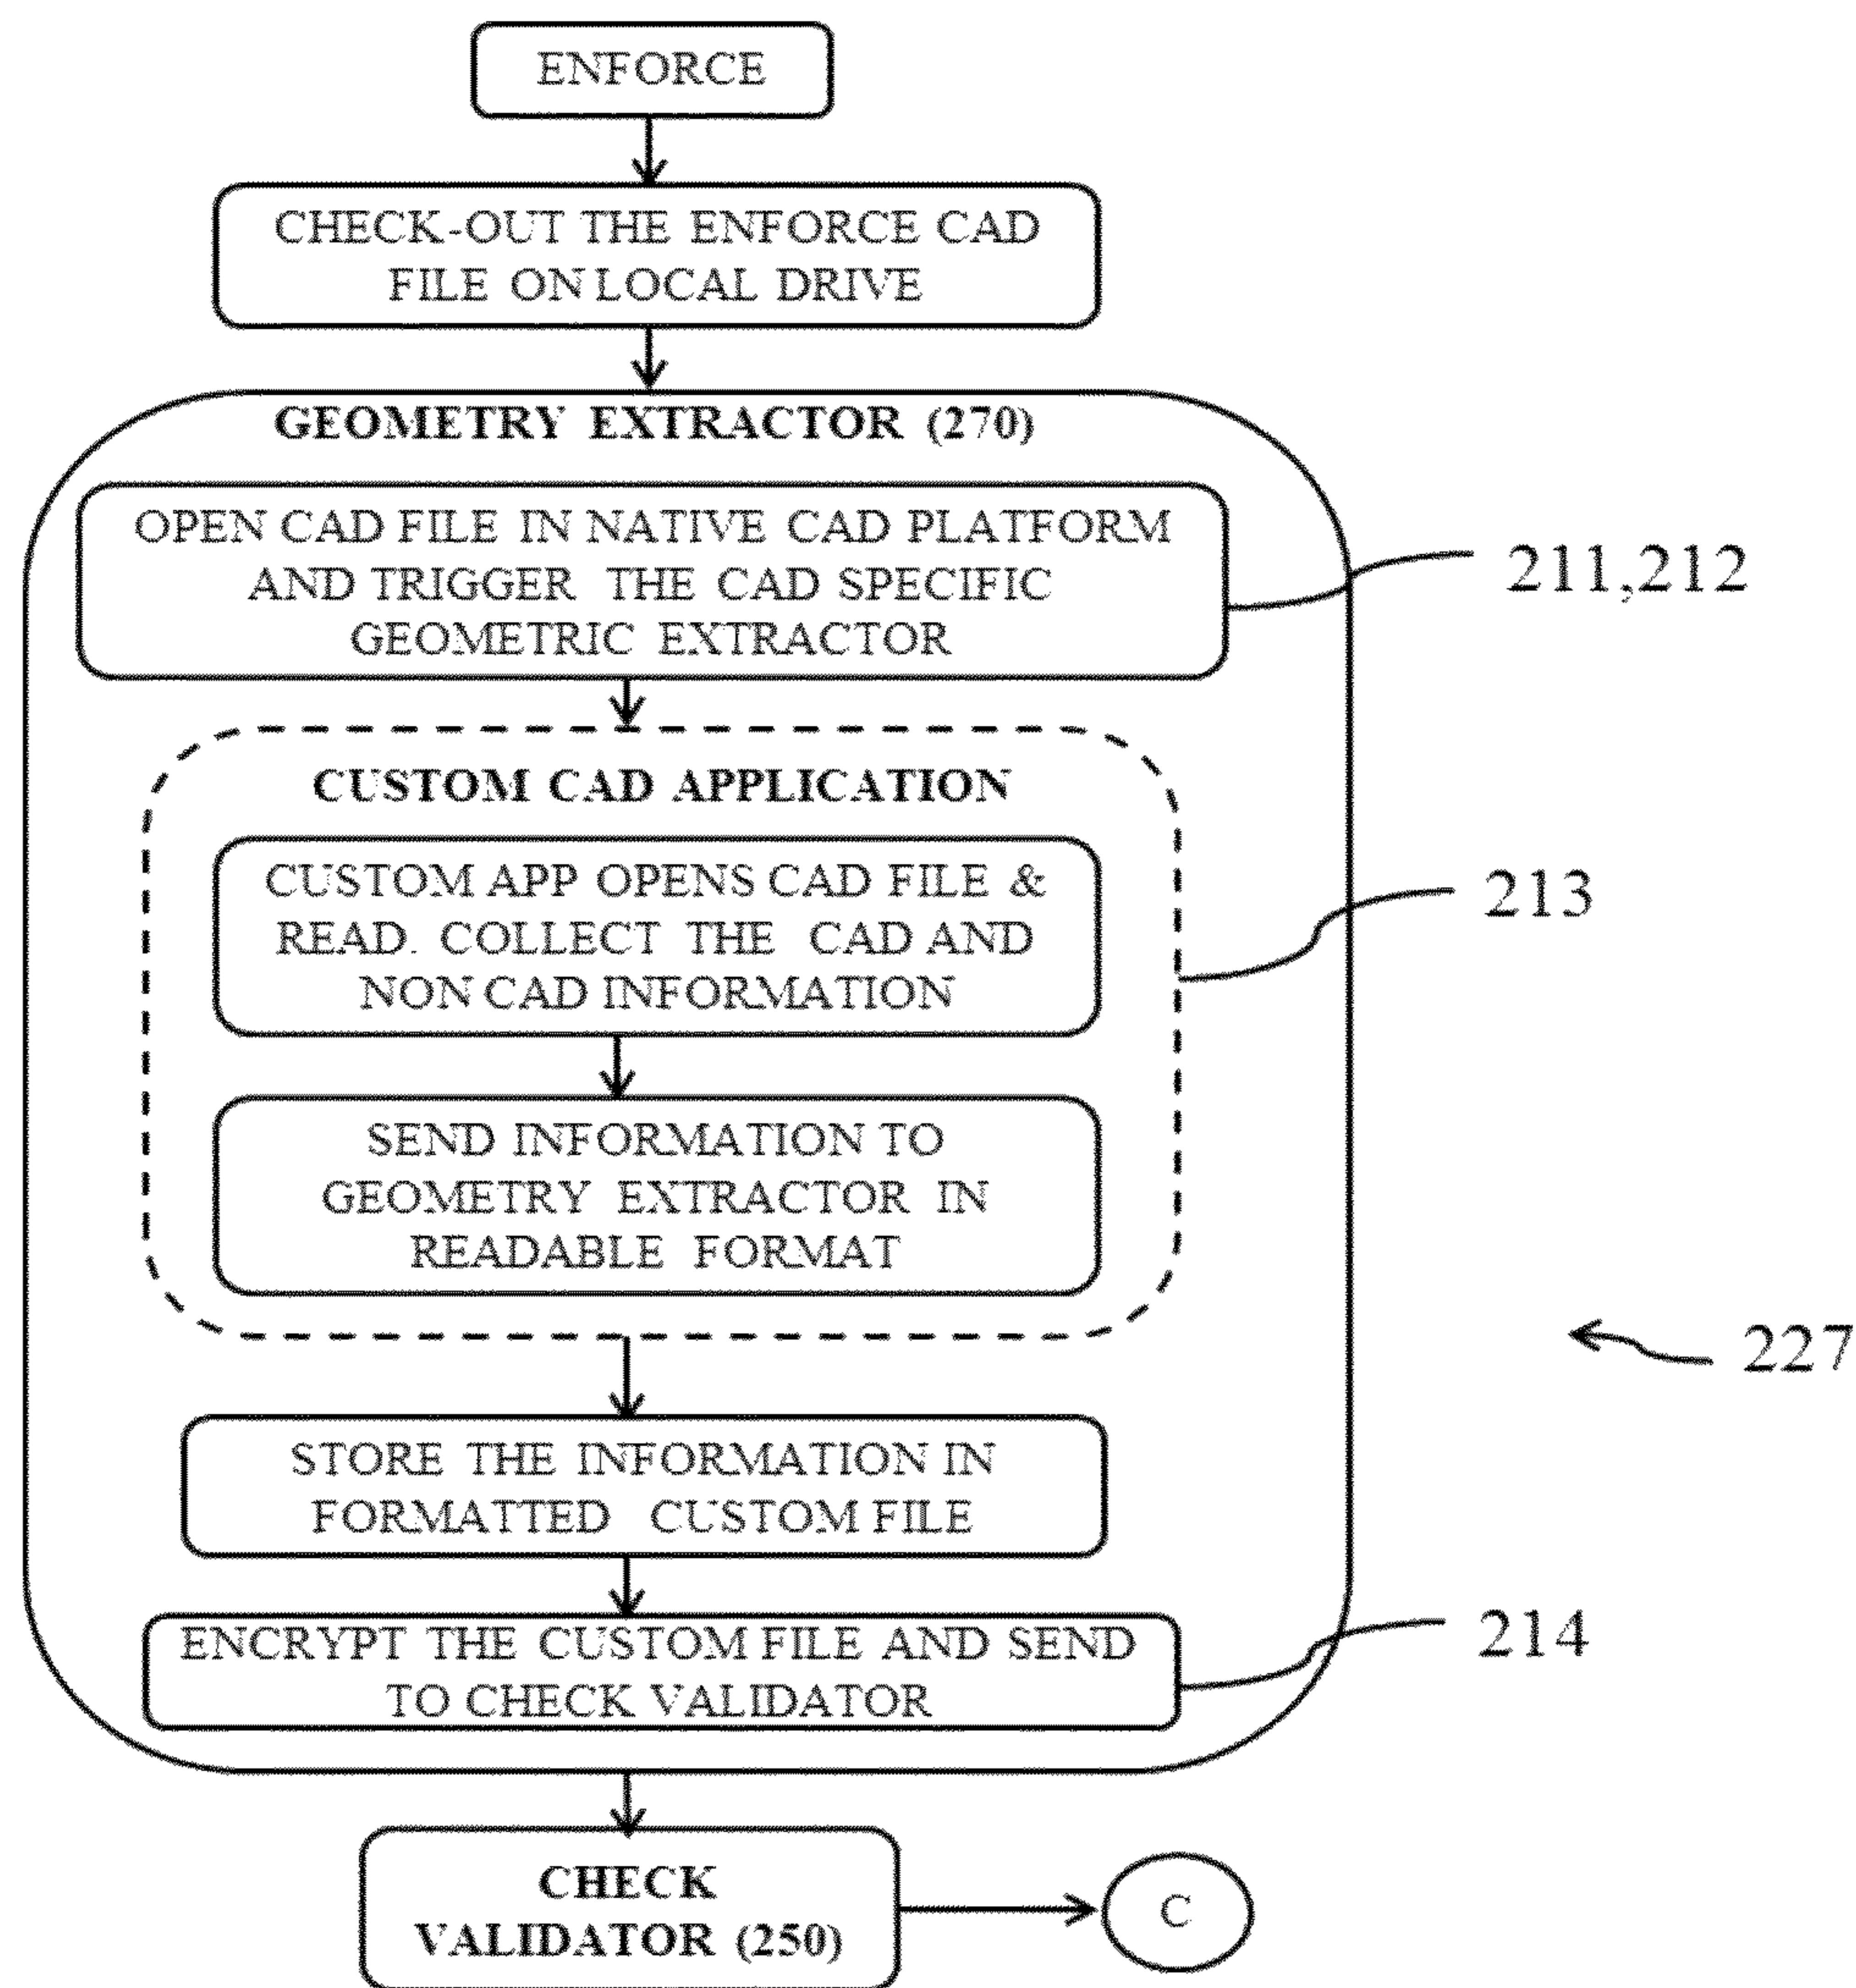 ENFORCE
CHECK-OUT THE ENFORCE CAD
FILE ON LOCAL DRIVE
GEOMETRY EXTRACTOR (270)
OPEN CAD FILE IN NATIVE CAD PLATFORM
AND TRIGGER THE CAD SPECIFIC
GEOMETRIC EXTRACTOR
211,212
CUSTOM CAD APPLICATION
CUSTOM APP OPENS CAD FILE &
READ. COLLECT THE CAD AND
NON CAD INFORMATION
213
SEND INFORMATION TO
GEOMETRY EXTRACTOR IN
READABLE FORMAT
227
STORE THE INFORMATION IN
FORMATTED CUSTOM FILE
ENCRYPT THE CUSTOM FILE AND SEND
TO CHECK VALIDATOR
214
CHECK
VALIDATOR (250)
C